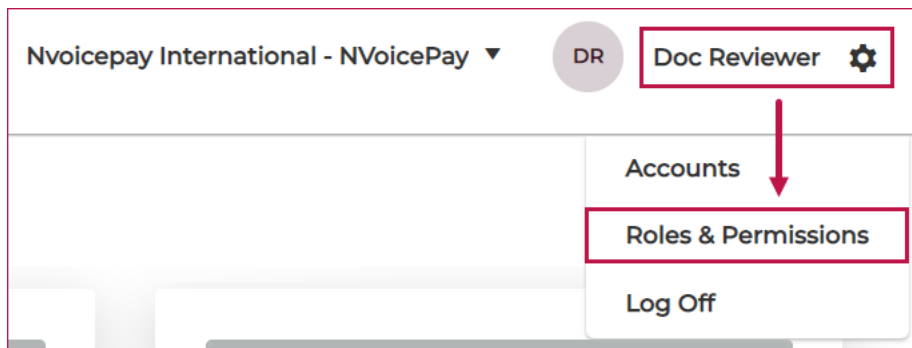 Nvoicepay International - NVoicePay
DR
Doc Reviewer
Accounts
Roles & Permissions
Log Off